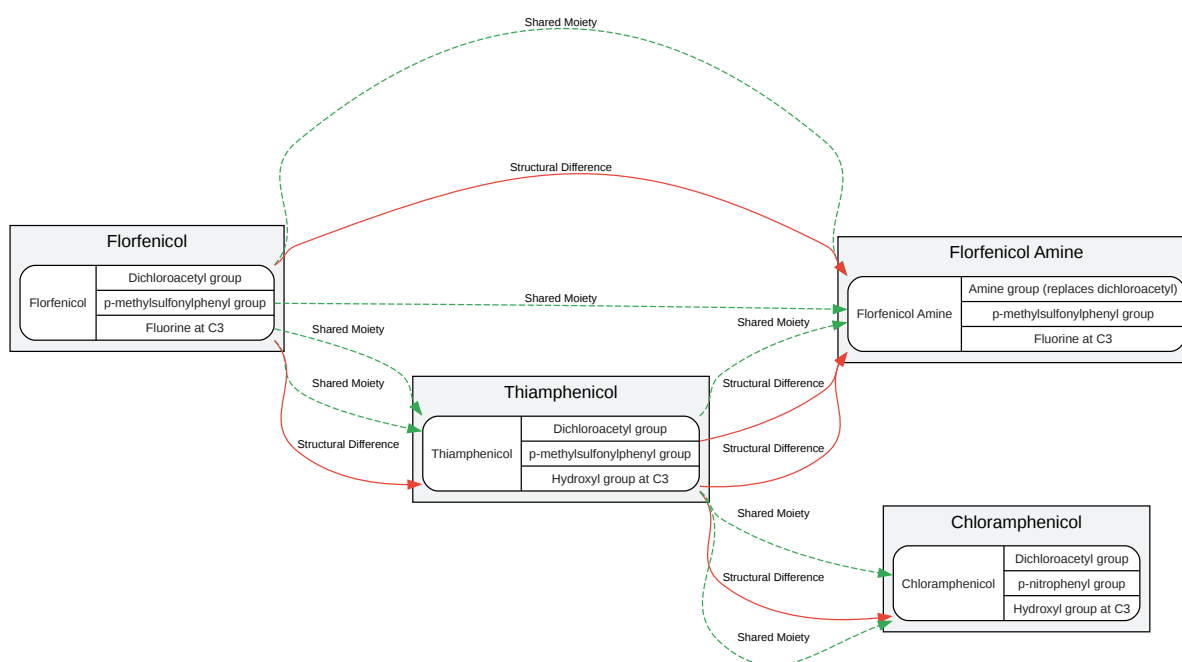 Shared Moiety
Structural Difference
Florfenicol
Florfenicol
Dichloroacetyl group
p-methylsulfonylphenyl group
Fluorine at C3
Shared Moiety
Florfenicol Amine
Florfenicol Amine
Amine group (replaces dichloroacetyl)
p-methylsulfonylphenyl group
Fluorine at C3
Shared Moiety
Shared Moiety
Structural Difference
Shared Moiety
Structural Difference
Structural Difference
Thiamphenicol
Thiamphenicol
Dichloroacetyl group
p-methylsulfonylphenyl group
Hydroxyl group at C3
Shared Moiety
Structural Difference
Shared Moiety
Chloramphenicol
Chloramphenicol
Dichloroacetyl group
p-nitrophenyl group
Hydroxyl group at C3